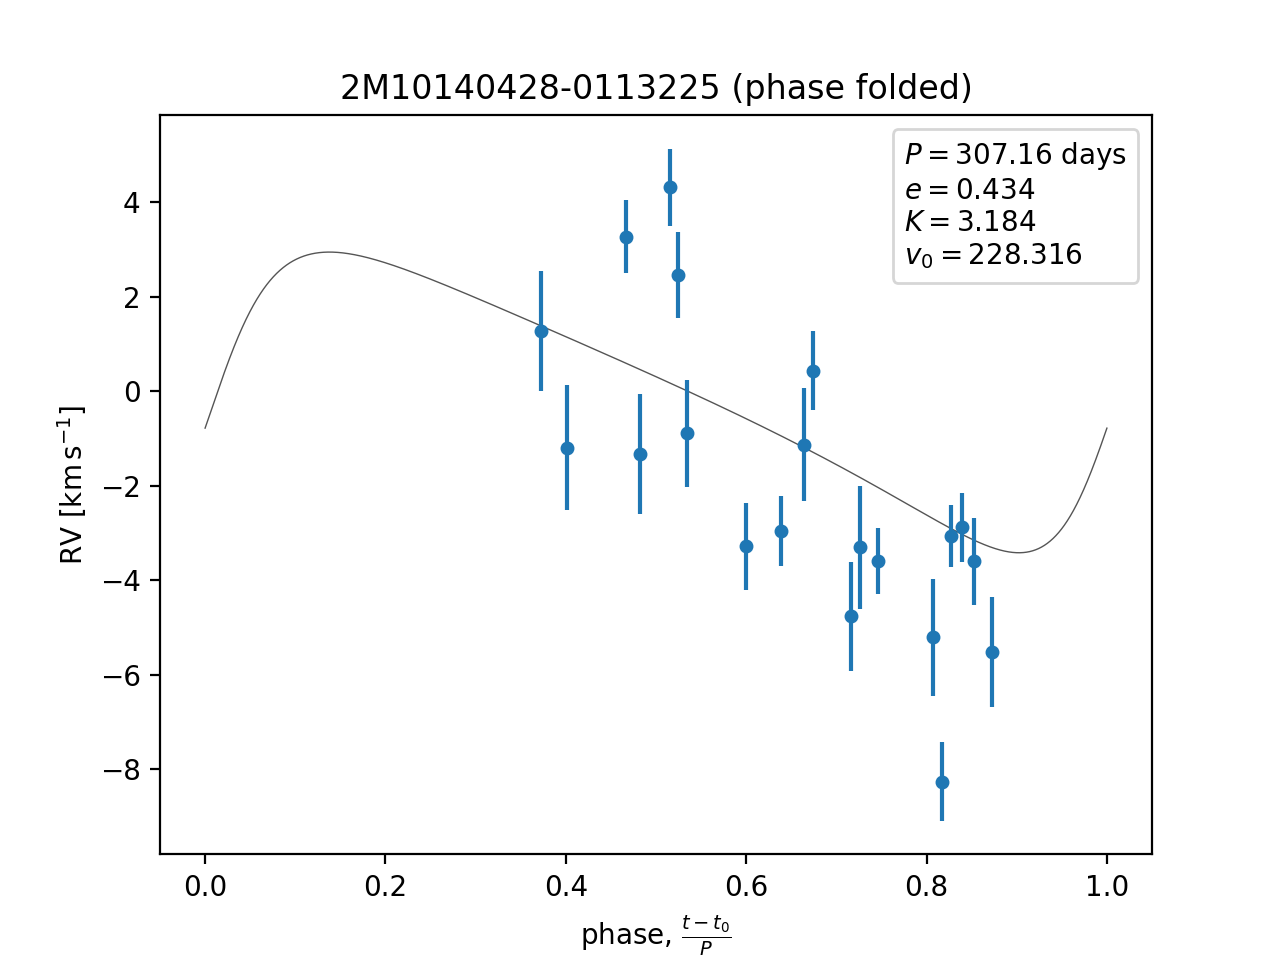 2M10140428-0113225 (phase folded)
P = 307.16 days
e = 0.434
K = 3.184
v₀ = 228.316
RV [km s⁻¹]
4
2
0
−2
−4
−6
−8
0.0 0.2 0.4 0.6 0.8 1.0
phase, (t − t₀)/P